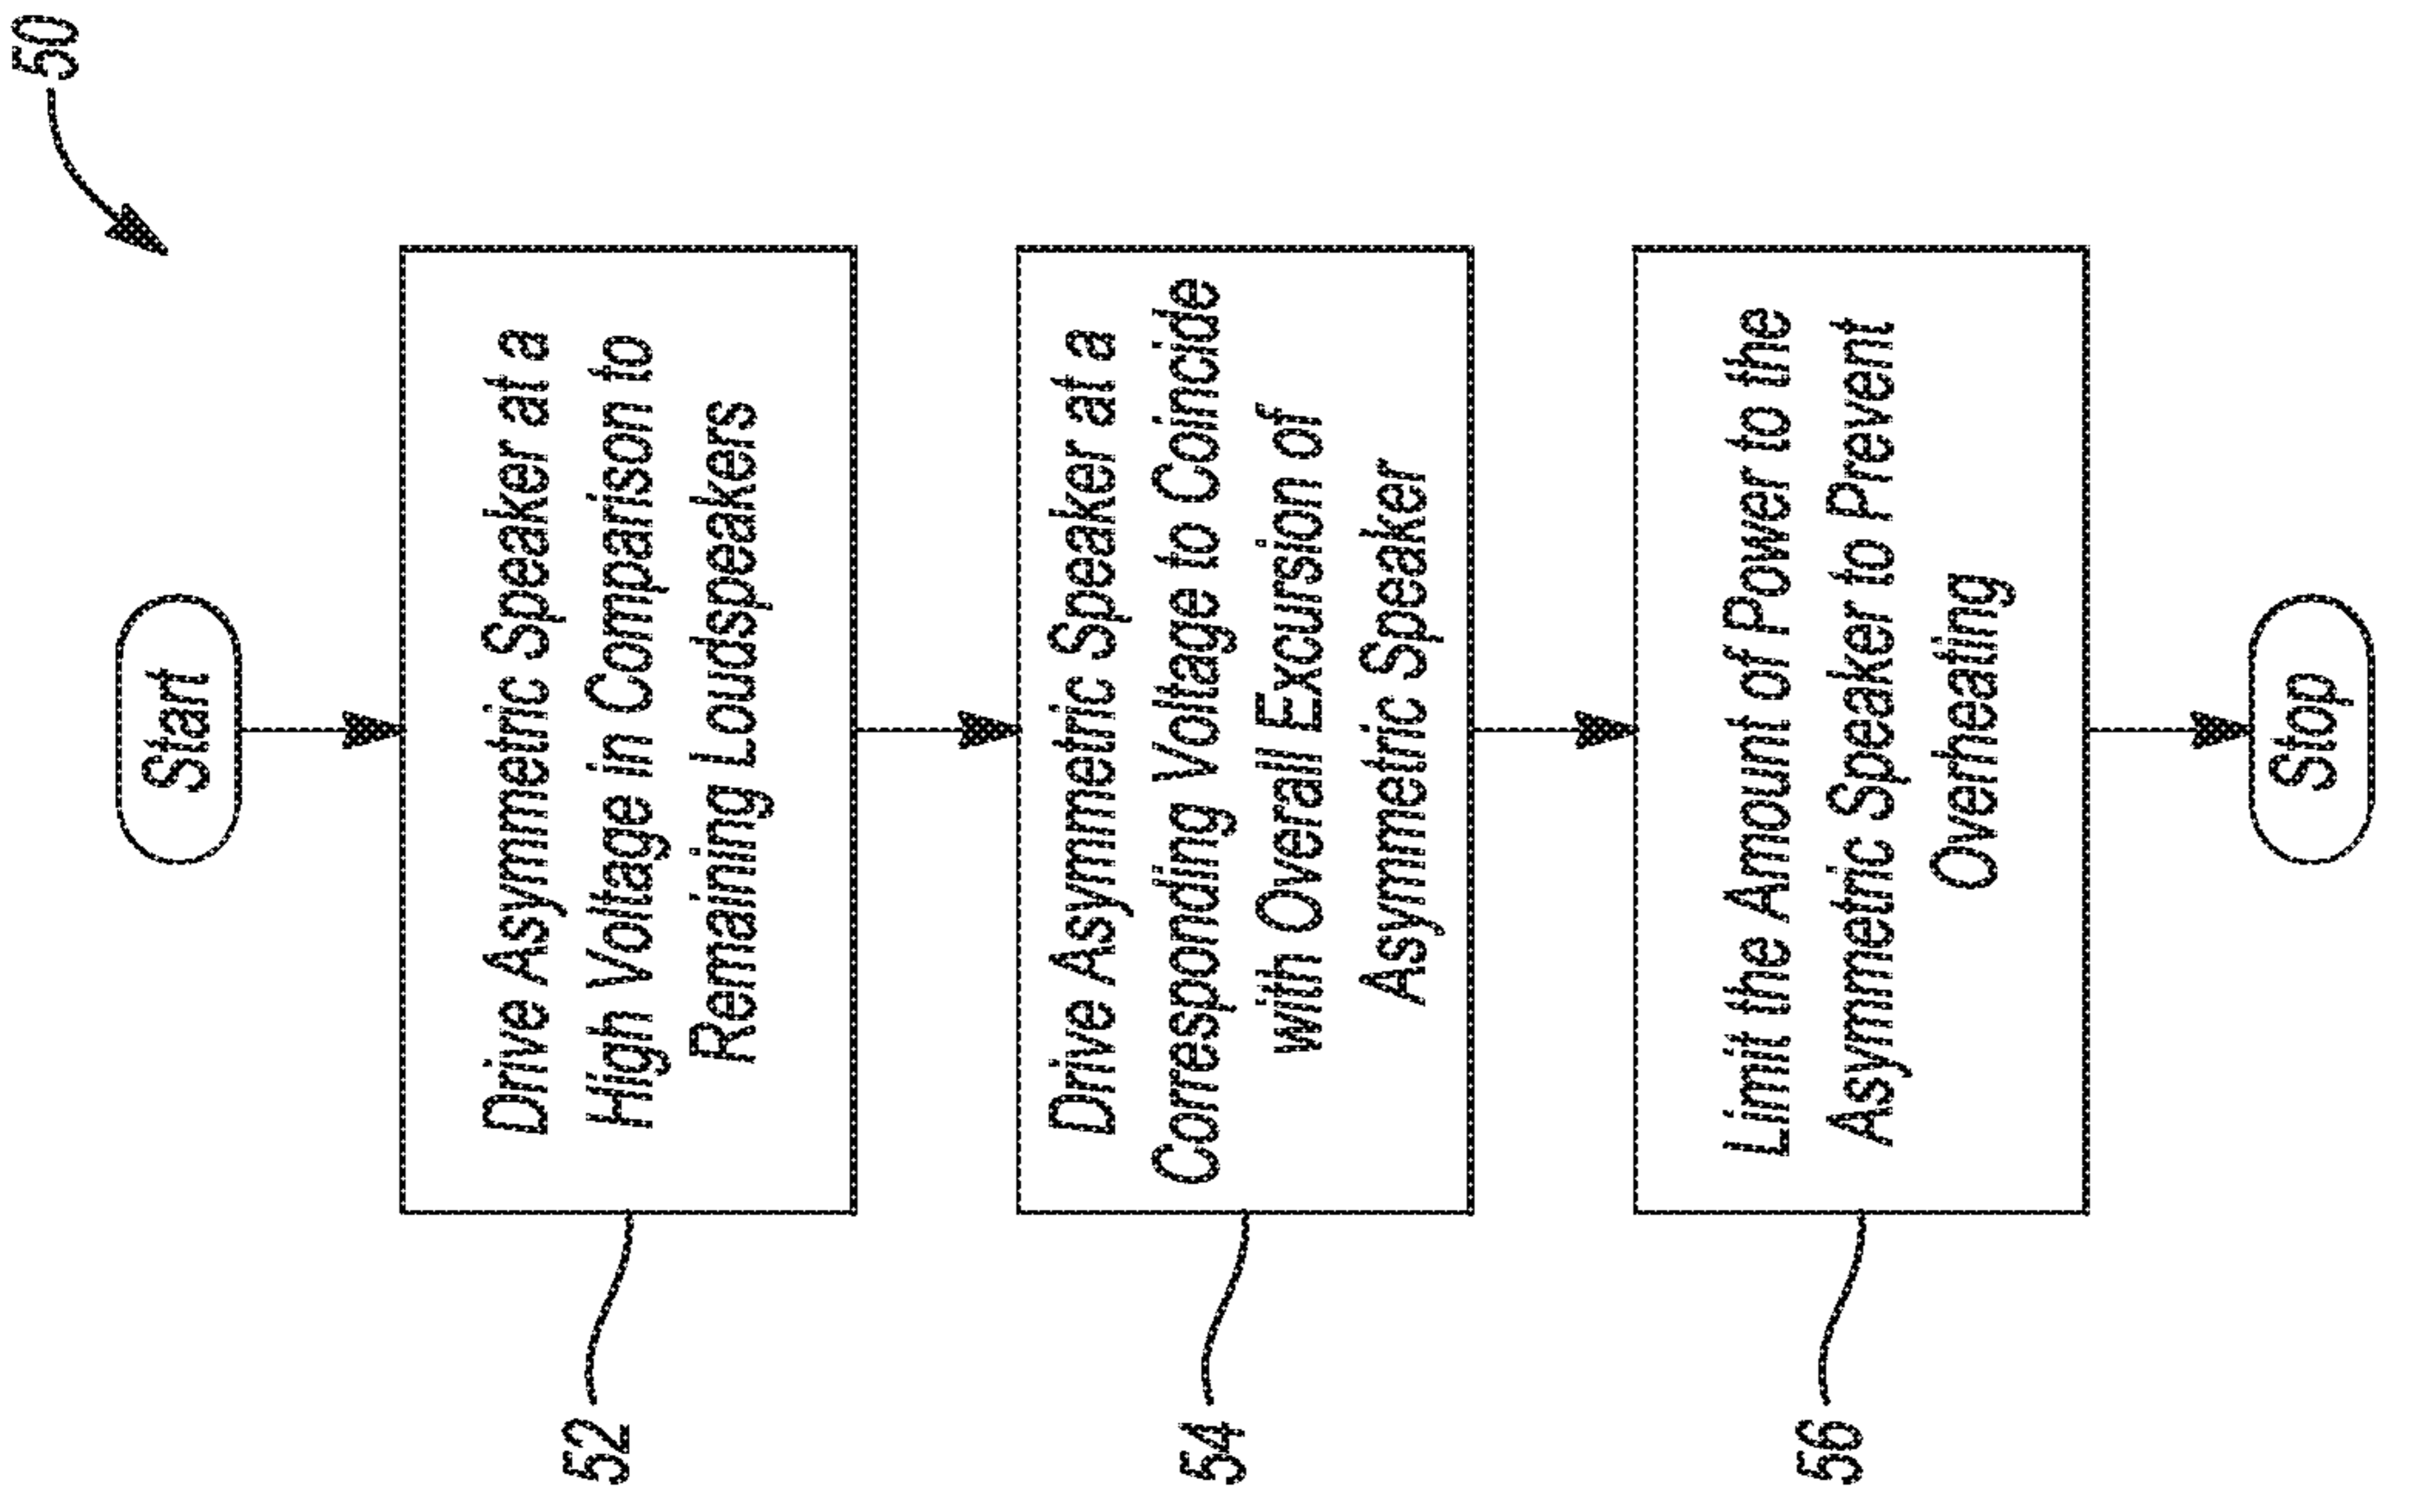 50
Start
52
Drive Asymmetric Speaker at a
High Voltage in Comparison to
Remaining Loudspeakers
54
Drive Asymmetric Speaker at a
Corresponding Voltage to Coincide
with Overall Excursion of
Asymmetric Speaker
56
Limit the Amount of Power to the
Asymmetric Speaker to Prevent
Overheating
Stop